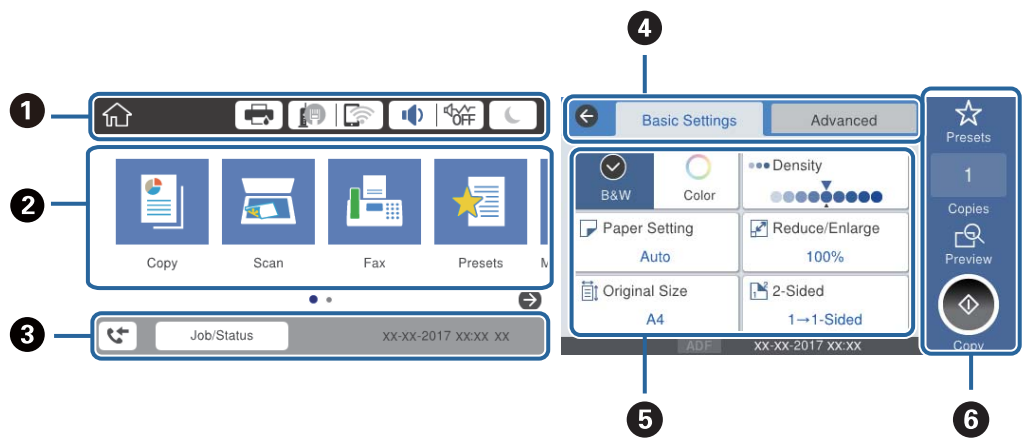 4
1
OFF
2
Copy
Scan
Fax
Presets
3
Job/Status
xx-xx-2017 xx:xx xx
Basic Settings
Advanced
B&W
Color
Density
Paper Setting
Auto
Reduce/Enlarge
100%
Original Size
A4
2-Sided
1→1-Sided
ADF
xx-xx-2017 xx:xx
Presets
1
Copies
Preview
Copy
5
6